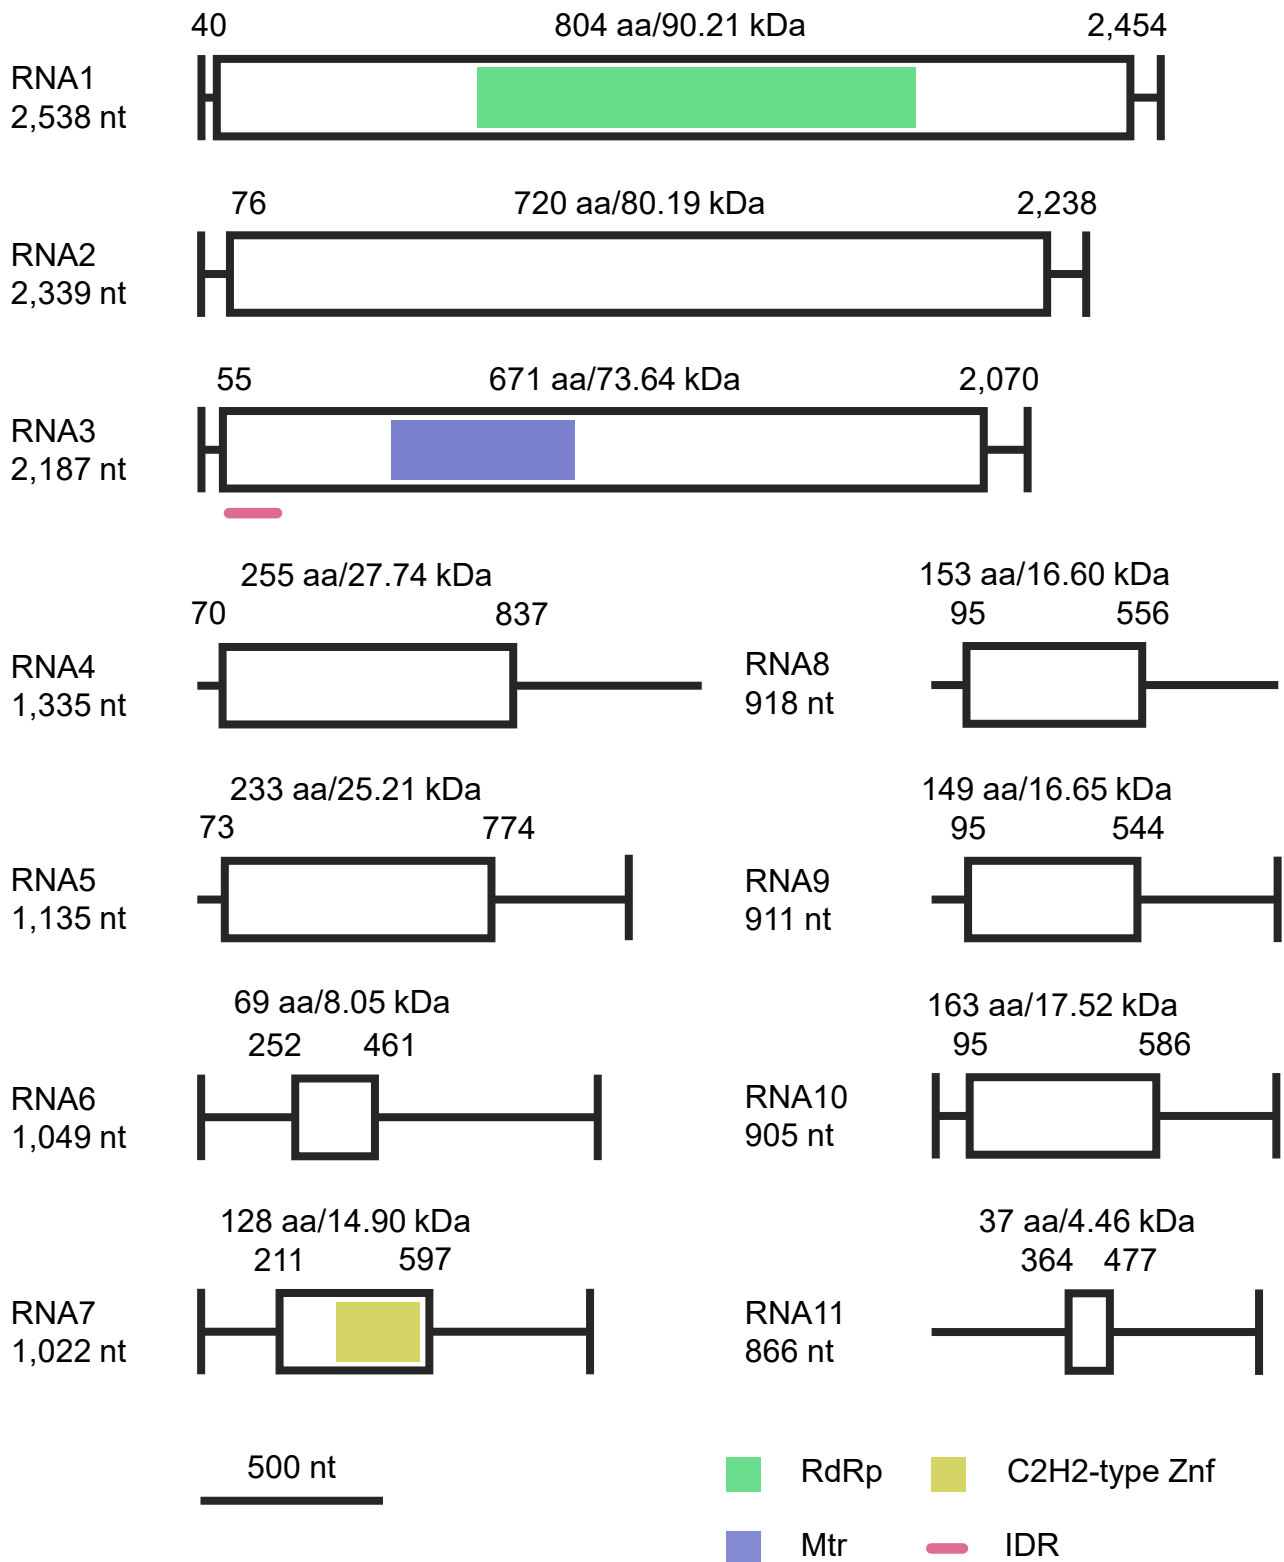 40 804 aa/90.21 kDa 2,454
RNA1
2,538 nt
76 720 aa/80.19 kDa 2,238
RNA2
2,339 nt
55 671 aa/73.64 kDa 2,070
RNA3
2,187 nt
255 aa/27.74 kDa
70 837
RNA4
1,335 nt
153 aa/16.60 kDa
95 556
RNA8
918 nt
233 aa/25.21 kDa
73 774
RNA5
1,135 nt
149 aa/16.65 kDa
95 544
RNA9
911 nt
69 aa/8.05 kDa
252 461
RNA6
1,049 nt
163 aa/17.52 kDa
95 586
RNA10
905 nt
128 aa/14.90 kDa
211 597
RNA7
1,022 nt
37 aa/4.46 kDa
364 477
RNA11
866 nt
500 nt
RdRp
C2H2-type Znf
Mtr
IDR